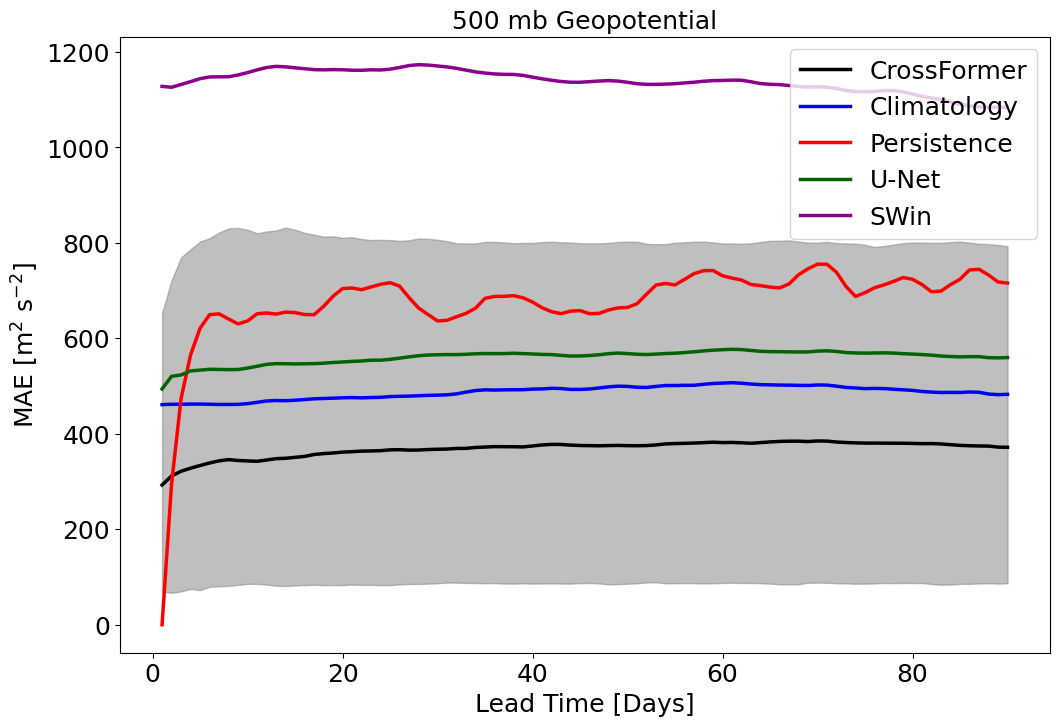 500 mb Geopotential
1200
1000
800
600
400
200
0
MAE [m² s⁻²]
0 20 40 60 80
Lead Time [Days]
CrossFormer
Climatology
Persistence
U-Net
SWin